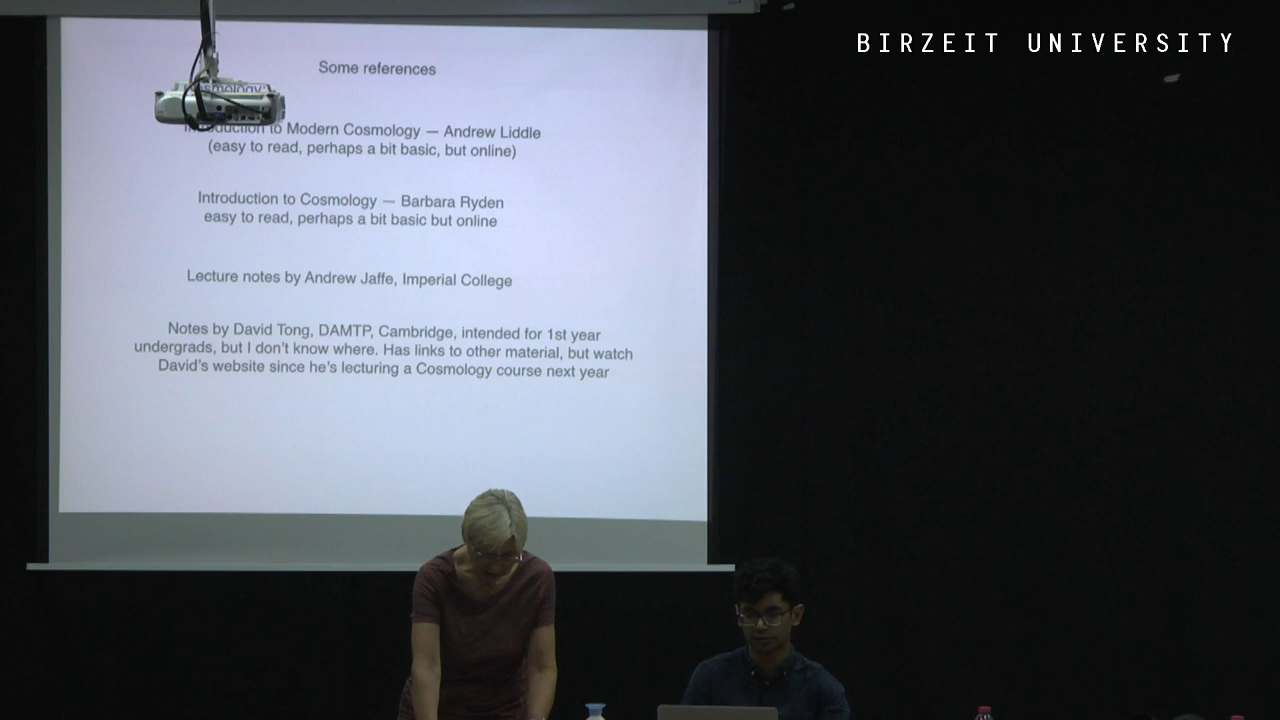 BIRZEIT UNIVERSITY
Some references
Cosmology:
Introduction to Modern Cosmology — Andrew Liddle
(easy to read, perhaps a bit basic, but online)
Introduction to Cosmology — Barbara Ryden
easy to read, perhaps a bit basic but online
Lecture notes by Andrew Jaffe, Imperial College
Notes by David Tong, DAMTP, Cambridge, intended for 1st year
undergrads, but I don't know where. Has links to other material, but watch
David's website since he's lecturing a Cosmology course next year